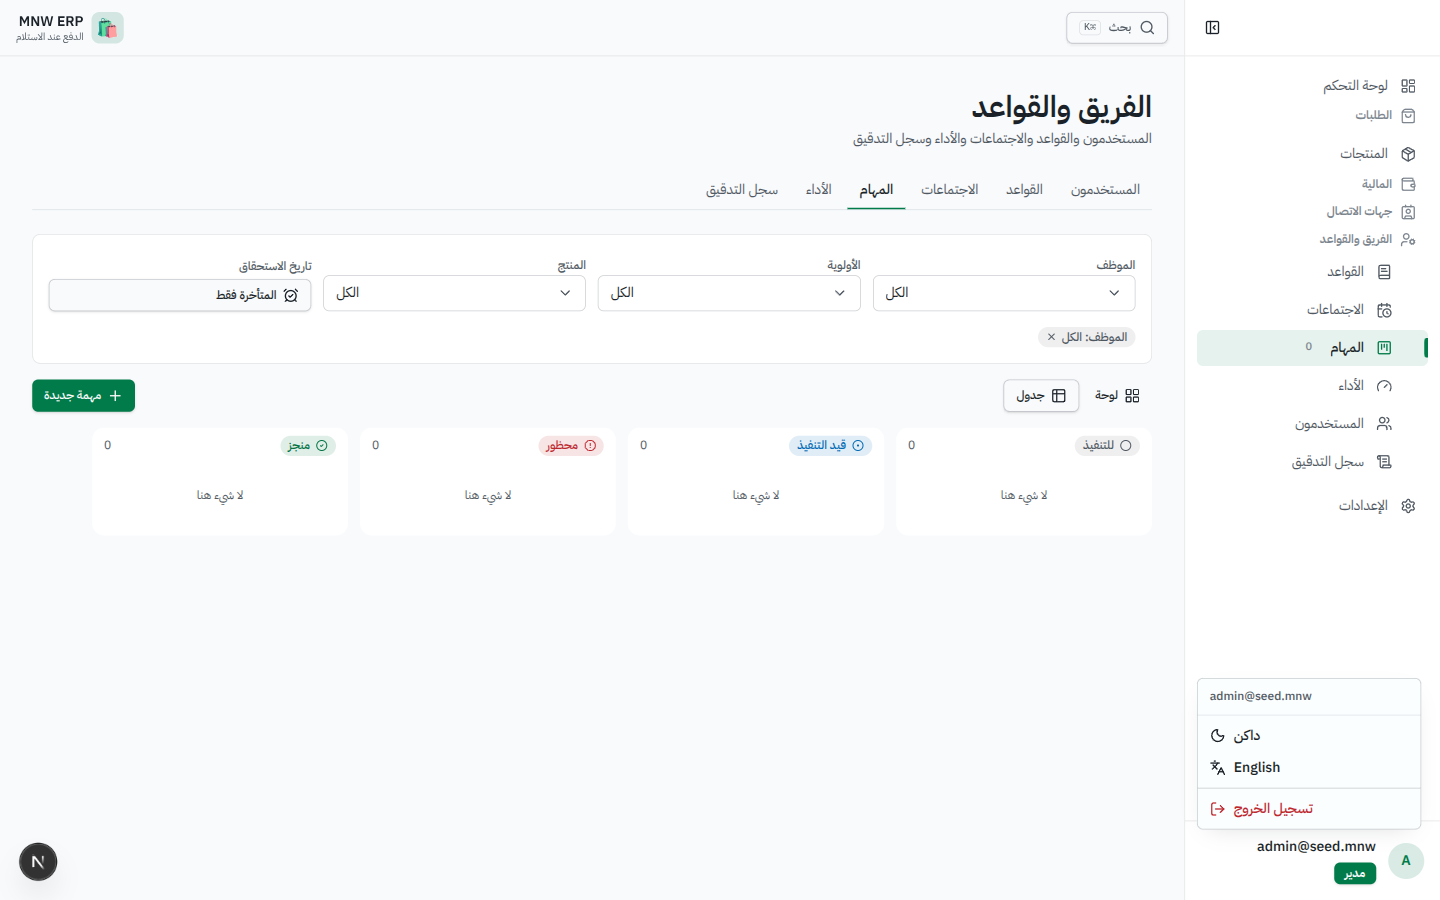 MNW ERP
الدفع عند الاستلام
بحث
⌘K
لوحة التحكم
الطلبات
المنتجات
المالية
جهات الاتصال
الفريق والقواعد
القواعد
الاجتماعات
المهام 0
الأداء
المستخدمون
سجل التدقيق
الإعدادات
الفريق والقواعد
المستخدمون والقواعد والاجتماعات والأداء وسجل التدقيق
المستخدمون القواعد الاجتماعات المهام الأداء سجل التدقيق
الموظف الأولوية المنتج تاريخ الاستحقاق
الكل الكل الكل المتأخرة فقط
الموظف: الكل ×
لوحة جدول مهمة جديدة
للتنفيذ 0 قيد التنفيذ 0 محظور 0 منجز 0
لا شيء هنا لا شيء هنا لا شيء هنا لا شيء هنا
admin@seed.mnw
داكن
English
تسجيل الخروج
admin@seed.mnw
مدير
A
N